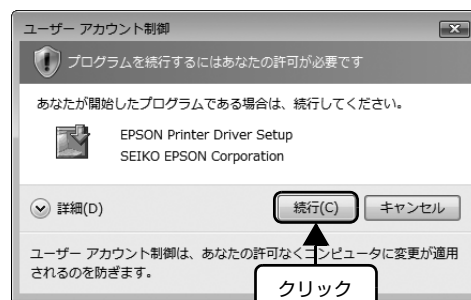 ユーザー アカウント制御
プログラムを続行するにはあなたの許可が必要です
あなたが開始したプログラムである場合は、続行してください。
EPSON Printer Driver Setup
SEIKO EPSON Corporation
詳細(D)
続行(C)
キャンセル
ユーザー アカウント制御は、あなたの許可なくコンピュータに変更が適用
されるのを防ぎます。
クリック